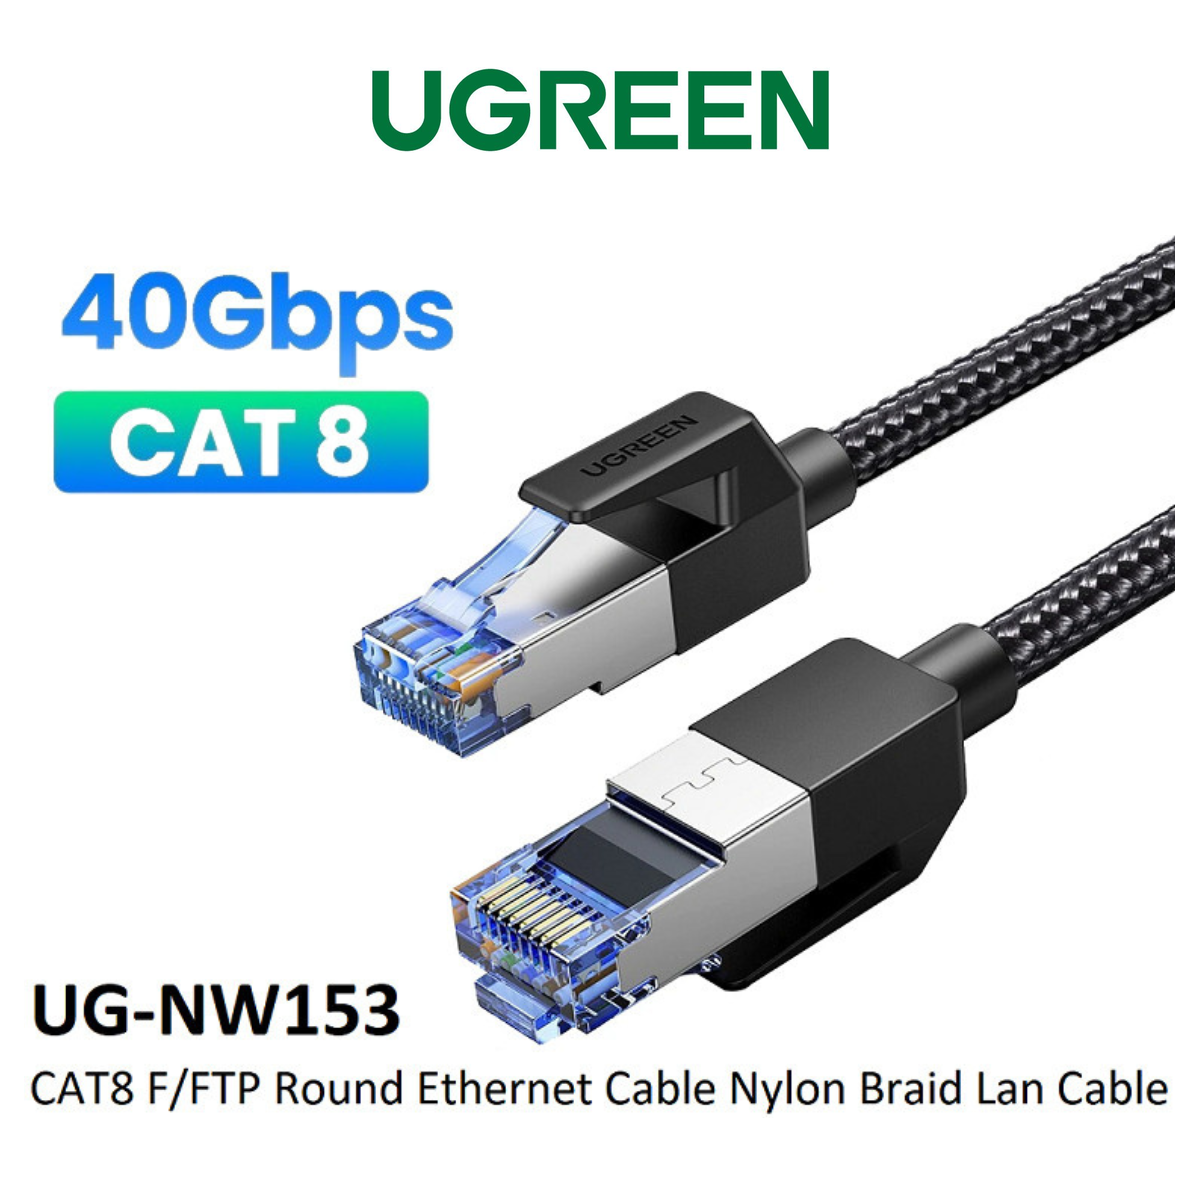 UGREEN
40Gbps
CAT 8
UGREEN
UG-NW153
CAT8 F/FTP Round Ethernet Cable Nylon Braid Lan Cable